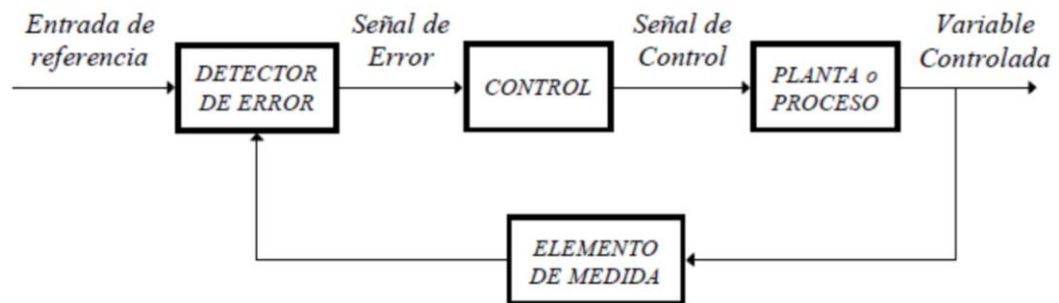 Entrada de
referencia
Señal de
Error
Señal de
Control
Variable
Controlada
DETECTOR
DE ERROR
CONTROL
PLANTA o
PROCESO
ELEMENTO
DE MEDIDA